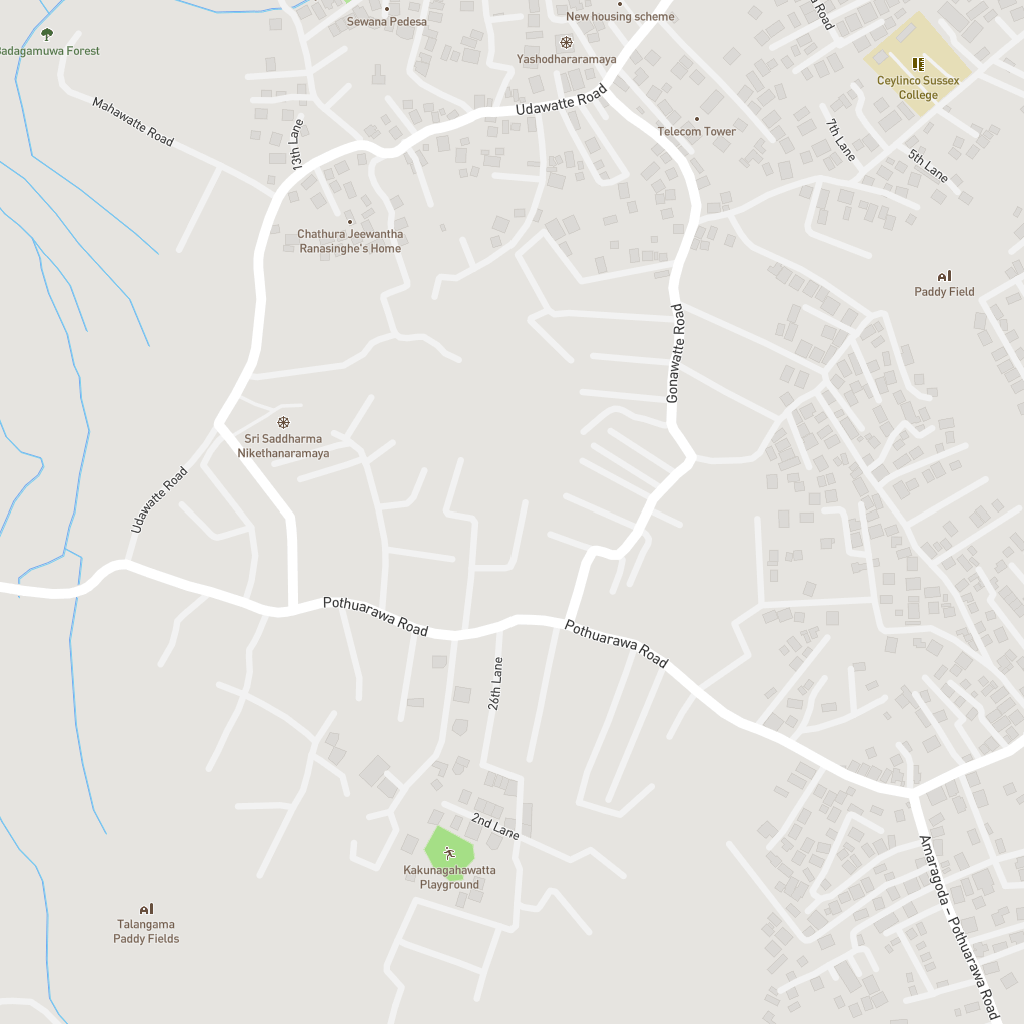 Sewana Pedesa
New housing scheme
Road
Badagamuwa Forest
Yashodhararamaya
Ceylinco Sussex
College
Mahawatte Road
Udawatte Road
13th Lane
Telecom Tower
7th Lane
5th Lane
Chathura Jeewantha
Ranasinghe's Home
Paddy Field
Gonawatte Road
Sri Saddharma
Nikethanaramaya
Udawatte Road
Pothuarawa Road
Pothuarawa Road
26th Lane
2nd Lane
Kakunagahawatta
Playground
Talangama
Paddy Fields
Amaragoda - Pothuarawa Road